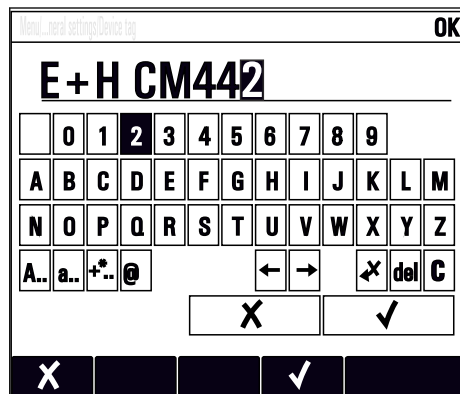 Menu/...neral settings/Device tag OK
E+H CM442
0 1 2 3 4 5 6 7 8 9
A B C D E F G H I J K L M
N O P Q R S T U V W X Y Z
A.. a.. +*.. @ ← → del C
✗ ✓
✗ ✓